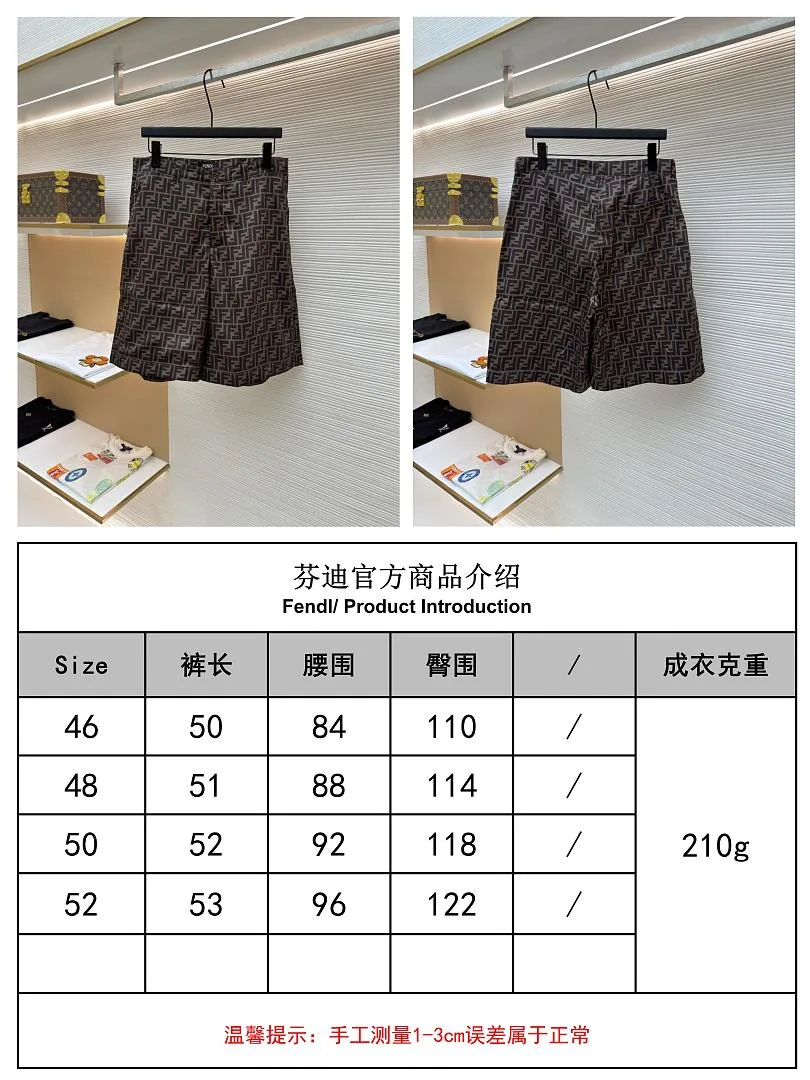 FENDI
芬迪官方商品介绍
Fendl/ Product Introduction
Size 裤长 腰围 臀围 / 成衣克重
46 50 84 110 /
48 51 88 114 /
50 52 92 118 /
210g
52 53 96 122 /
温馨提示：手工测量1-3cm误差属于正常